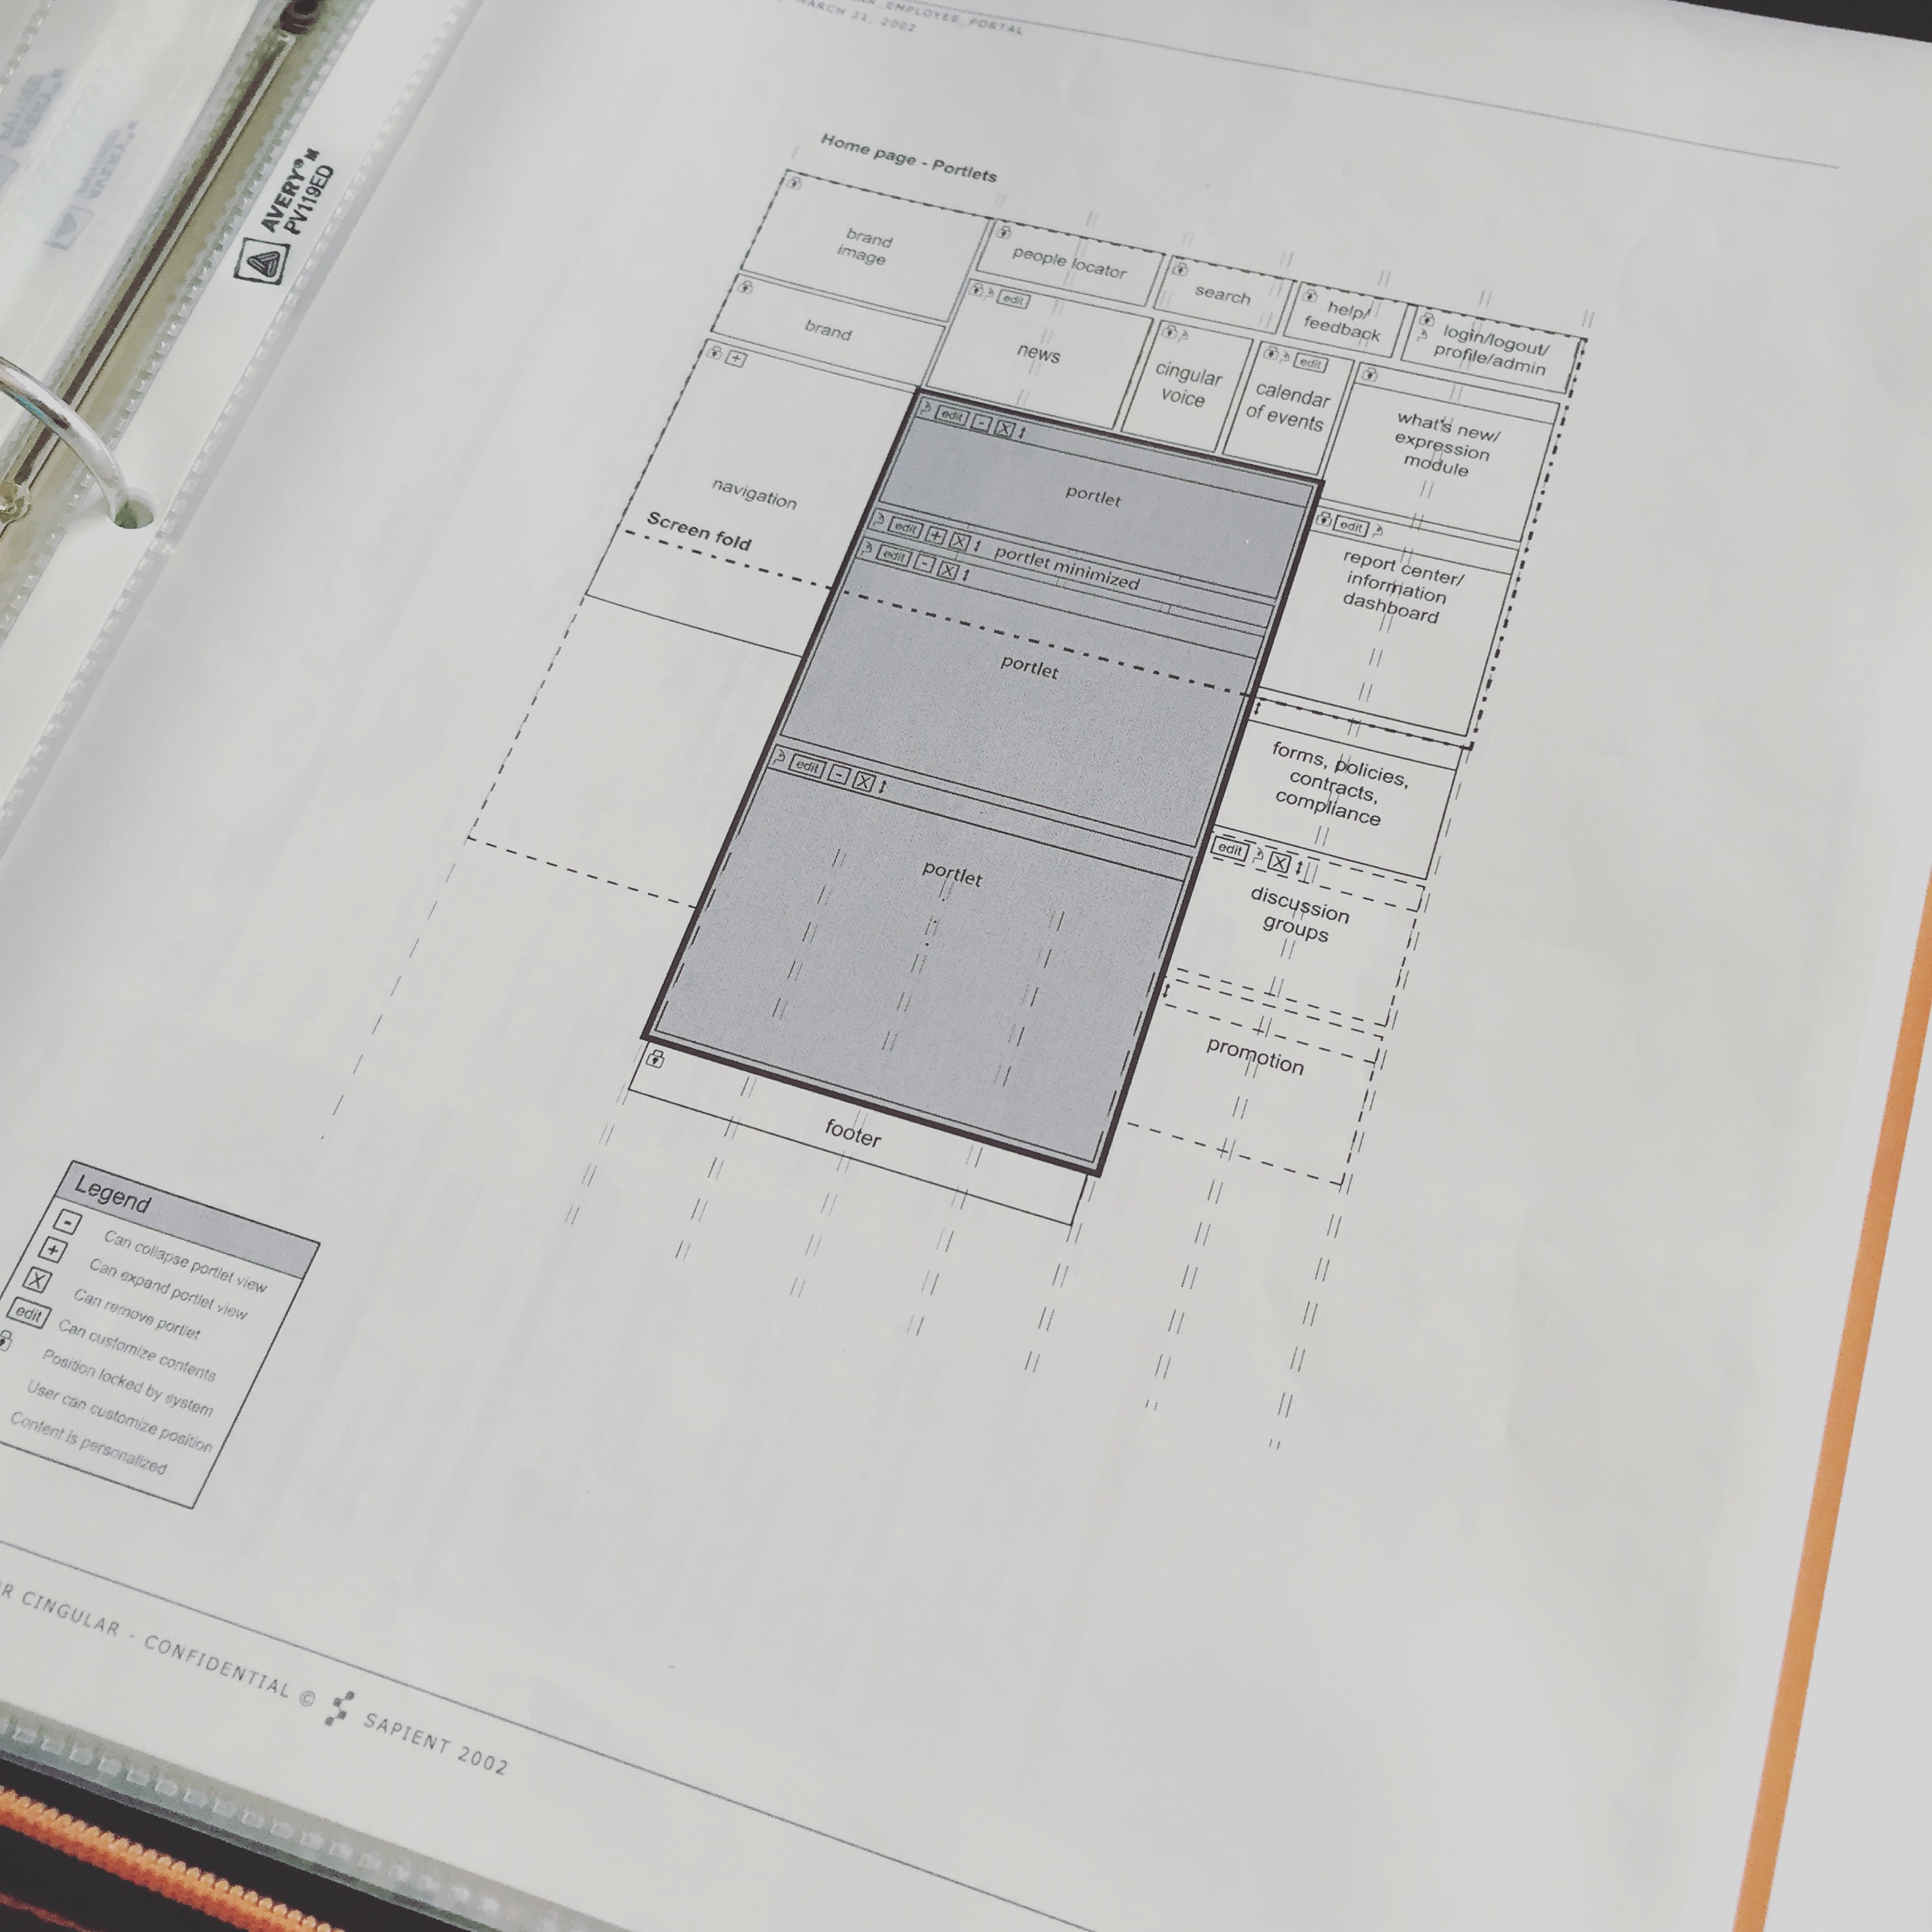 EMPLOYEE_PORTAL
MARCH 21, 2002
AVERY®
PV119ED
Home page - Portlets
brand
image
people locator
search
help/
feedback
login/logout/
profile/admin
brand
edit
news
cingular
voice
edit
calendar
of events
what's new/
expression
module
+
navigation
Screen fold
edit - X
portlet
edit + X portlet minimized
edit - X
portlet
edit - X
portlet
edit
report center/
information
dashboard
forms, policies,
contracts,
compliance
edit X
discussion
groups
promotion
footer
Legend
- Can collapse portlet view
+ Can expand portlet view
X Can remove portlet
edit Can customize contents
Position locked by system
User can customize position
Content is personalized
R CINGULAR - CONFIDENTIAL © SAPIENT 2002